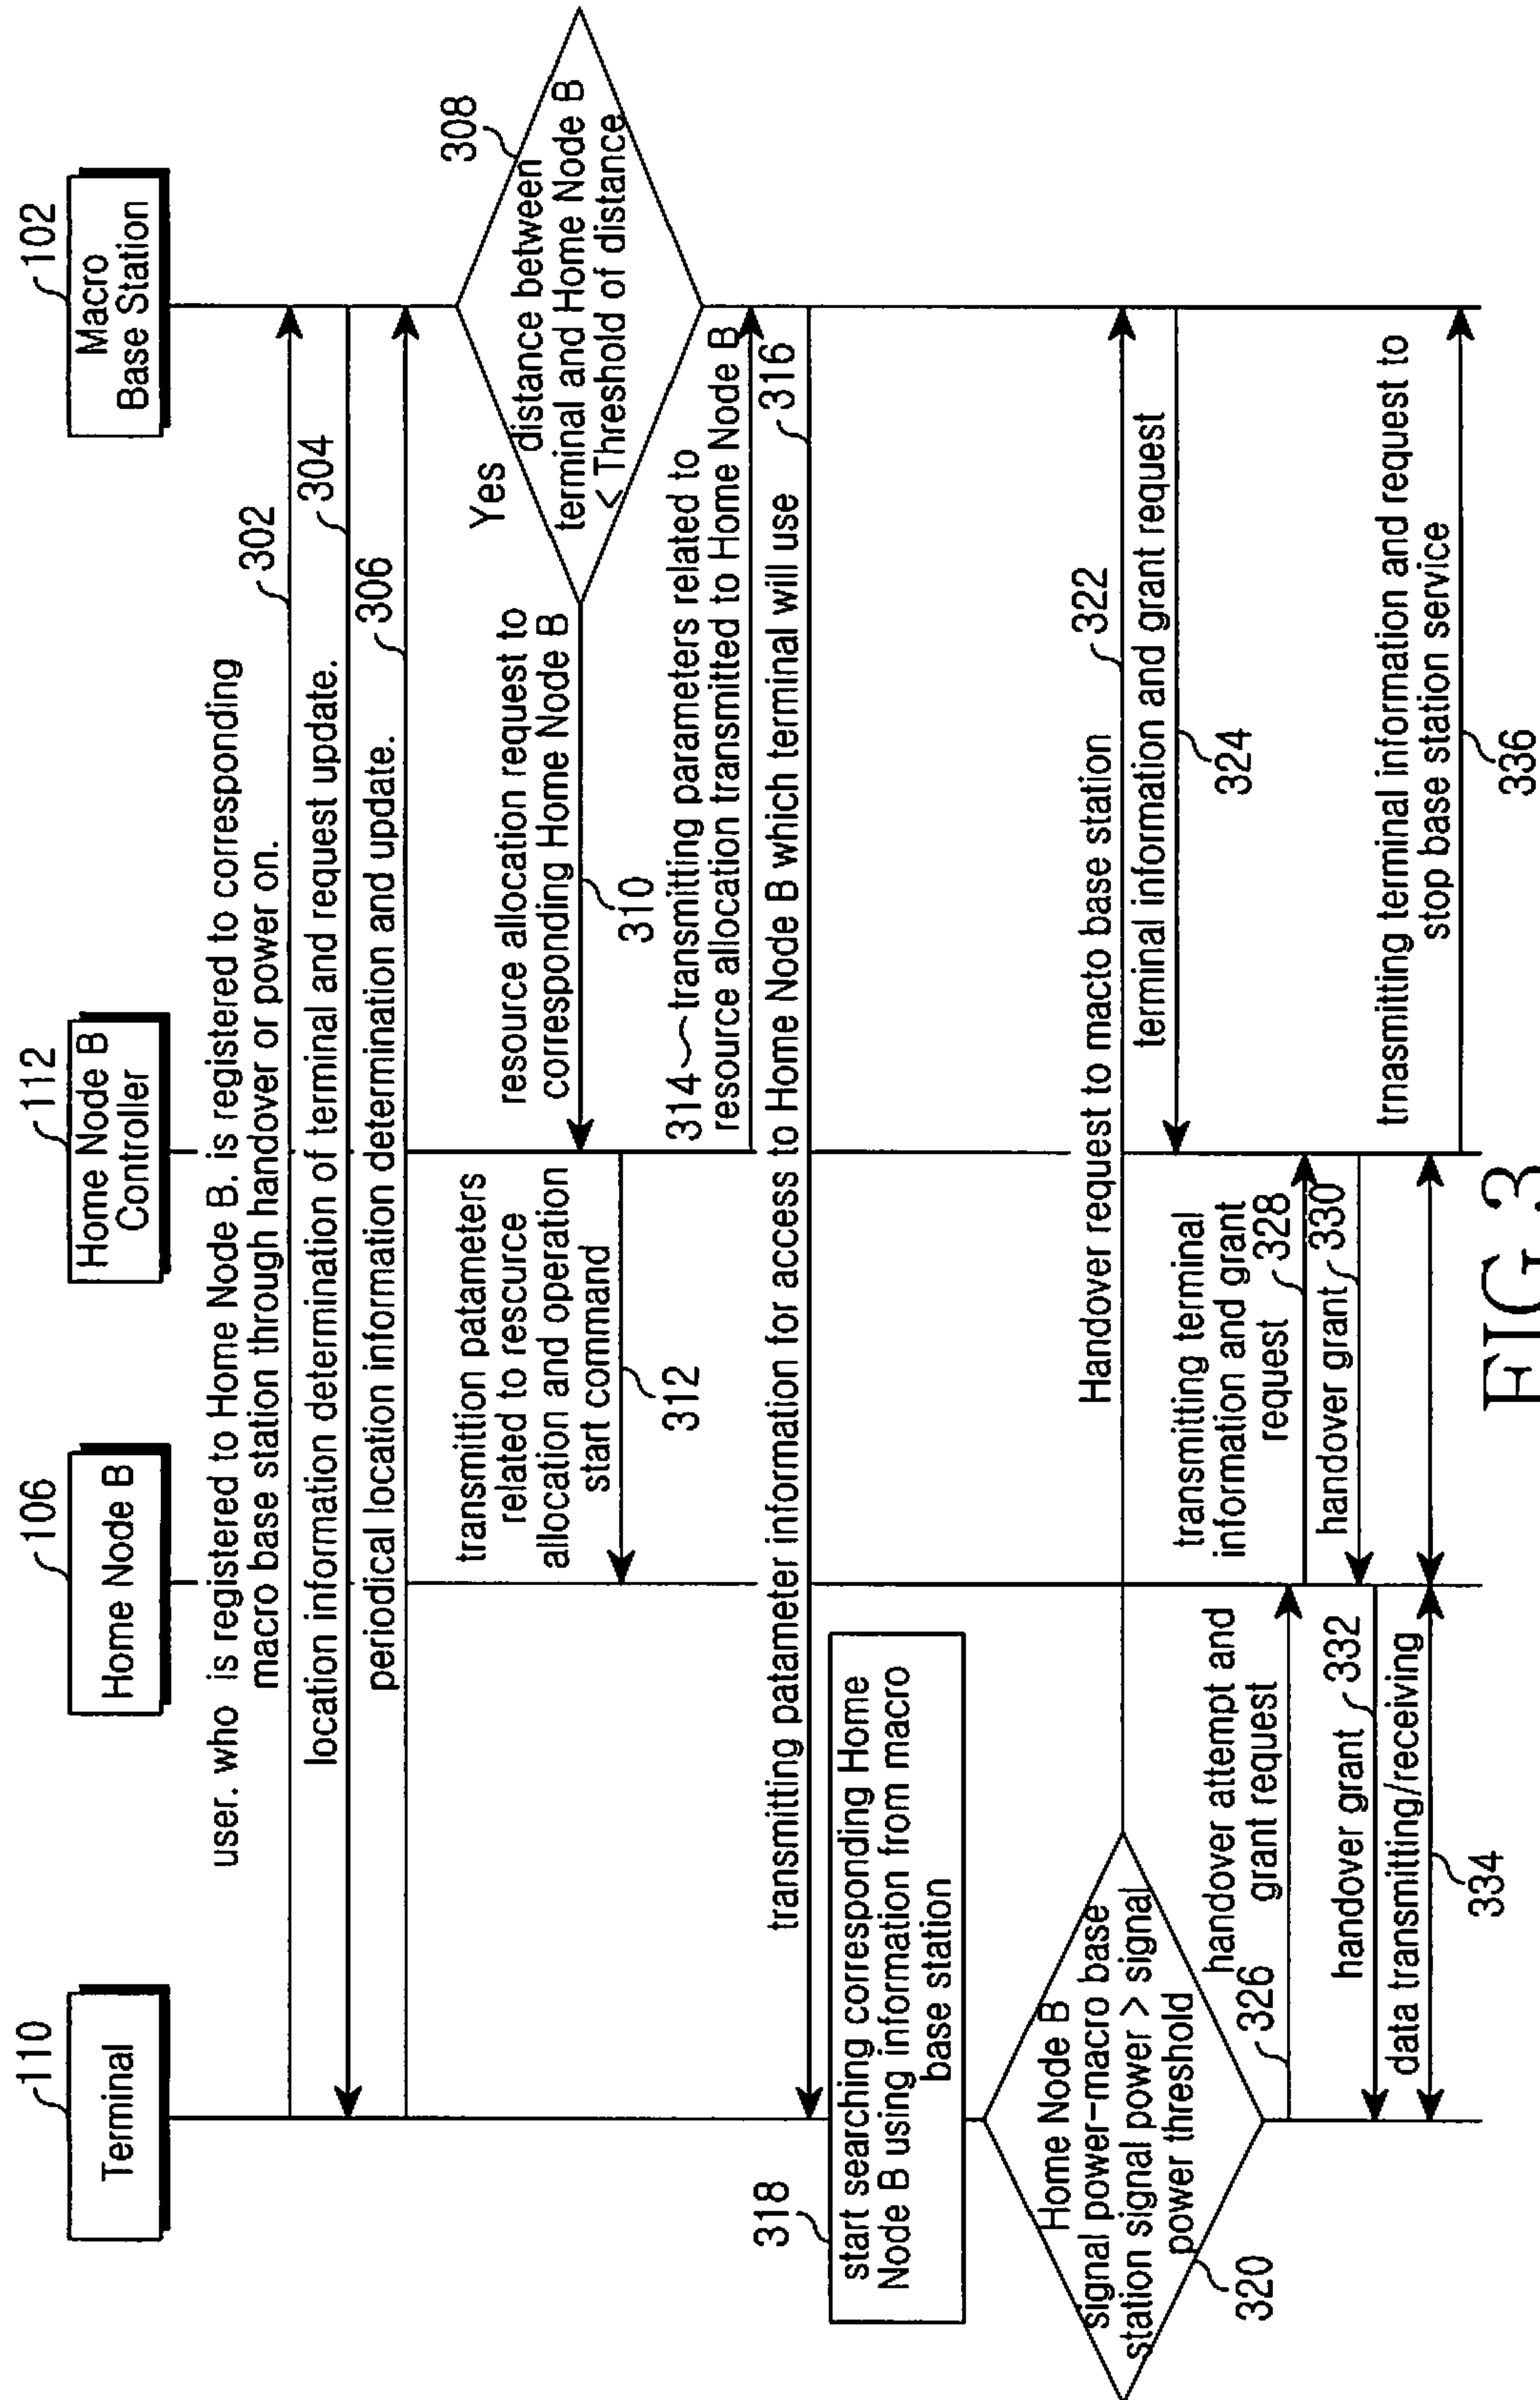 110
Terminal
106
Home Node B
112
Home Node B
Controller
102
Macro
Base Station
user. who is registered to Home Node B. is registered to corresponding
macro base station through handover or power on.
302
location information determination of terminal and request update.
304
periodical location information determination and update.
306
308
distance between
terminal and Home Node B
< Threshold of distance
Yes
resource allocation request to
corresponding Home Node B
310
transmition patameters
related to rescurce
allocation and operation
start command
312
314 transmitting parameters related to
resource allocation transmitted to Home Node B
transmitting patameter information for access to Home Node B which terminal will use
316
318
start searching corresponding Home
Node B using information from macro
base station
Home Node B
signal power-macro base
station signal power > signal
power threshold
320
Handover request to macto base station
322
terminal information and grant request
324
handover attempt and
grant request
326
transmitting terminal
information and grant
request
328
handover grant
330
handover grant
332
data transmitting/receiving
334
trnasmitting terminal information and request to
stop base station service
336
FIG.3